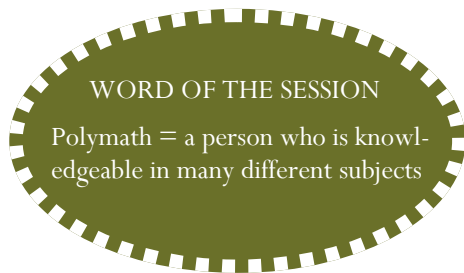 WORD OF THE SESSION
Polymath = a person who is knowl-
edgeable in many different subjects